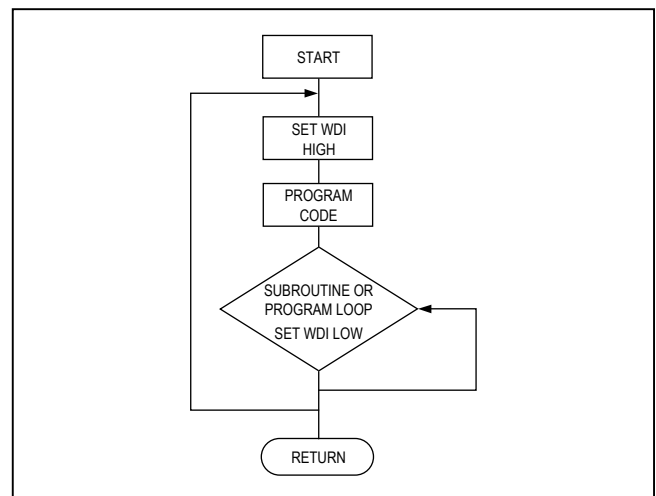 START
SET WDI
HIGH
PROGRAM
CODE
SUBROUTINE OR
PROGRAM LOOP
SET WDI LOW
RETURN